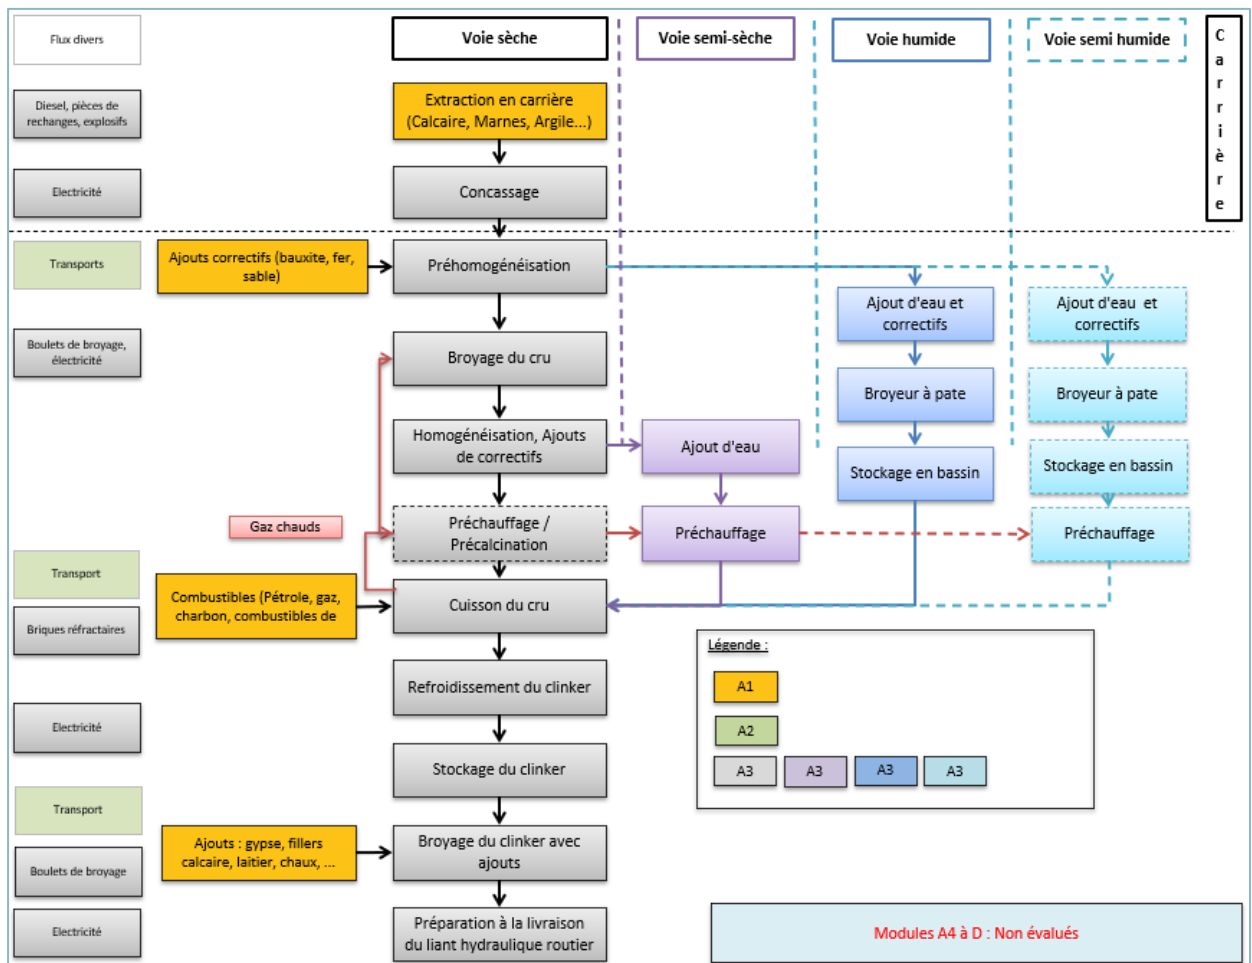 Flux divers
Voie sèche
Voie semi-sèche
Voie humide
Voie semi humide
C
a
r
r
i
è
r
e
Diesel, pièces de
rechanges, explosifs
Extraction en carrière
(Calcaire, Marnes, Argile...)
Electricité
Concassage
Transports
Ajouts correctifs (bauxite, fer,
sable)
Préhomogénéisation
Ajout d'eau et
correctifs
Ajout d'eau et
correctifs
Boulets de broyage,
électricité
Broyage du cru
Broyeur à pate
Broyeur à pate
Homogénéisation, Ajouts
de correctifs
Ajout d'eau
Stockage en bassin
Stockage en bassin
Gaz chauds
Préchauffage /
Précalcination
Préchauffage
Préchauffage
Transport
Combustibles (Pétrole, gaz,
charbon, combustibles de
Cuisson du cru
Briques réfractaires
Légende :
A1
Refroidissement du clinker
Electricité
A2
Stockage du clinker
A3
A3
A3
A3
Transport
Ajouts : gypse, fillers
calcaire, laitier, chaux, ...
Broyage du clinker avec
ajouts
Boulets de broyage
Electricité
Préparation à la livraison
du liant hydraulique routier
Modules A4 à D : Non évalués